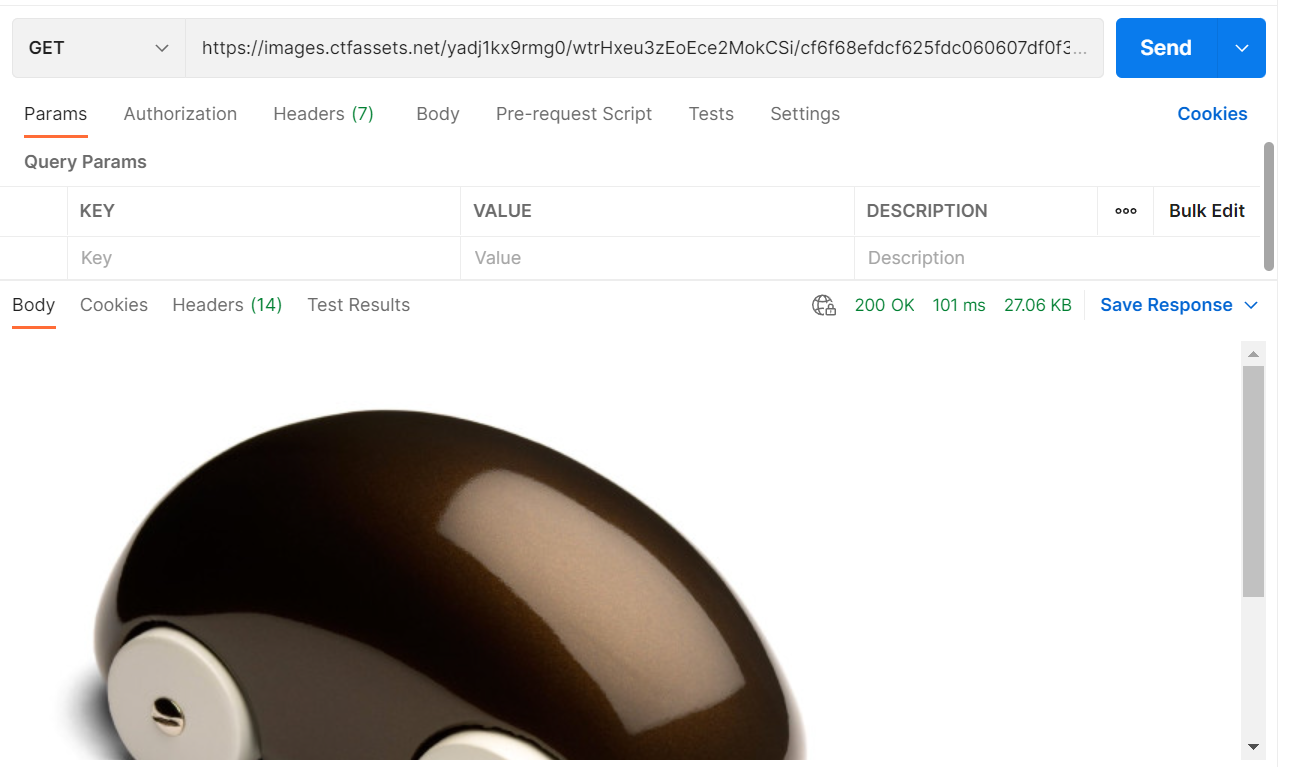 GET https://images.ctfassets.net/yadj1kx9rmg0/wtrHxeu3zEoEce2MokCSi/cf6f68efdcf625fdc060607df0f3... Send
Params Authorization Headers (7) Body Pre-request Script Tests Settings Cookies
Query Params
KEY VALUE DESCRIPTION ooo Bulk Edit
Key Value Description
Body Cookies Headers (14) Test Results 200 OK 101 ms 27.06 KB Save Response